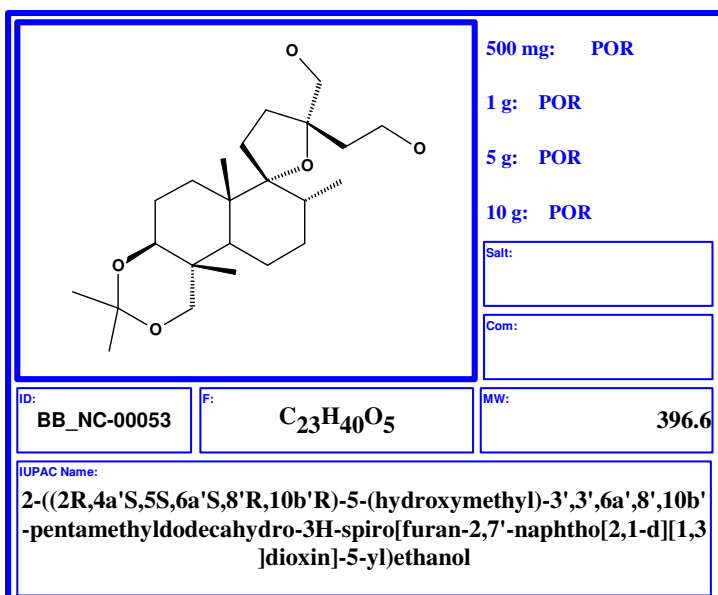 O
O
O
O
O
500 mg: POR
1 g: POR
5 g: POR
10 g: POR
Salt:
Com:
ID:
BB_NC-00053
F:
C23H40O5
MW:
396.6
IUPAC Name:
2-((2R,4a'S,5S,6a'S,8'R,10b'R)-5-(hydroxymethyl)-3',3',6a',8',10b'
-pentamethyldodecahydro-3H-spiro[furan-2,7'-naphtho[2,1-d][1,3
]dioxin]-5-yl)ethanol